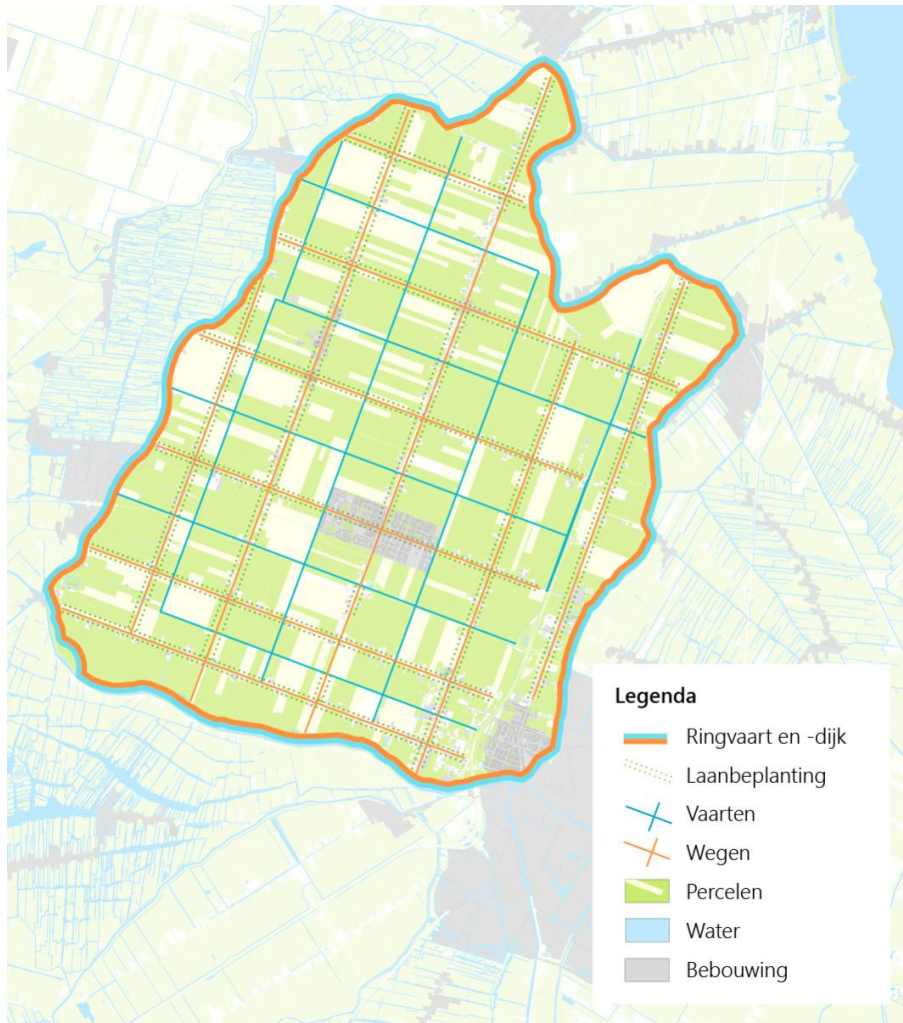 Legenda
Ringvaart en -dijk
Laanbeplanting
Vaarten
Wegen
Percelen
Water
Bebouwing